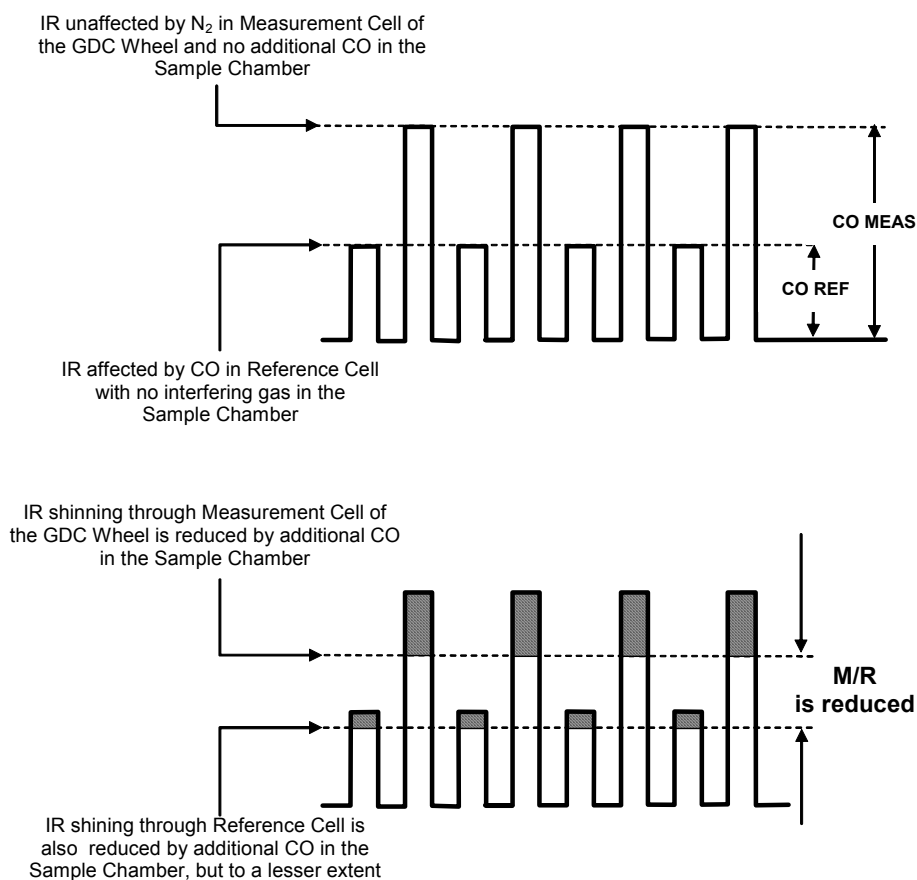 IR unaffected by N2 in Measurement Cell of
the GDC Wheel and no additional CO in the
Sample Chamber
CO MEAS
CO REF
IR affected by CO in Reference Cell
with no interfering gas in the
Sample Chamber
IR shinning through Measurement Cell of
the GDC Wheel is reduced by additional CO
in the Sample Chamber
M/R
is reduced
IR shining through Reference Cell is
also reduced by additional CO in the
Sample Chamber, but to a lesser extent